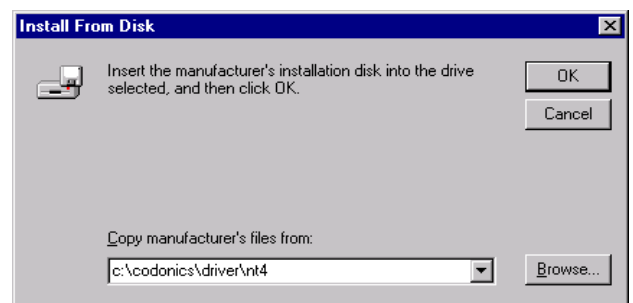 Install From Disk
Insert the manufacturer's installation disk into the drive
selected, and then click OK.
OK
Cancel
Copy manufacturer's files from:
c:\codonics\driver\nt4
Browse...